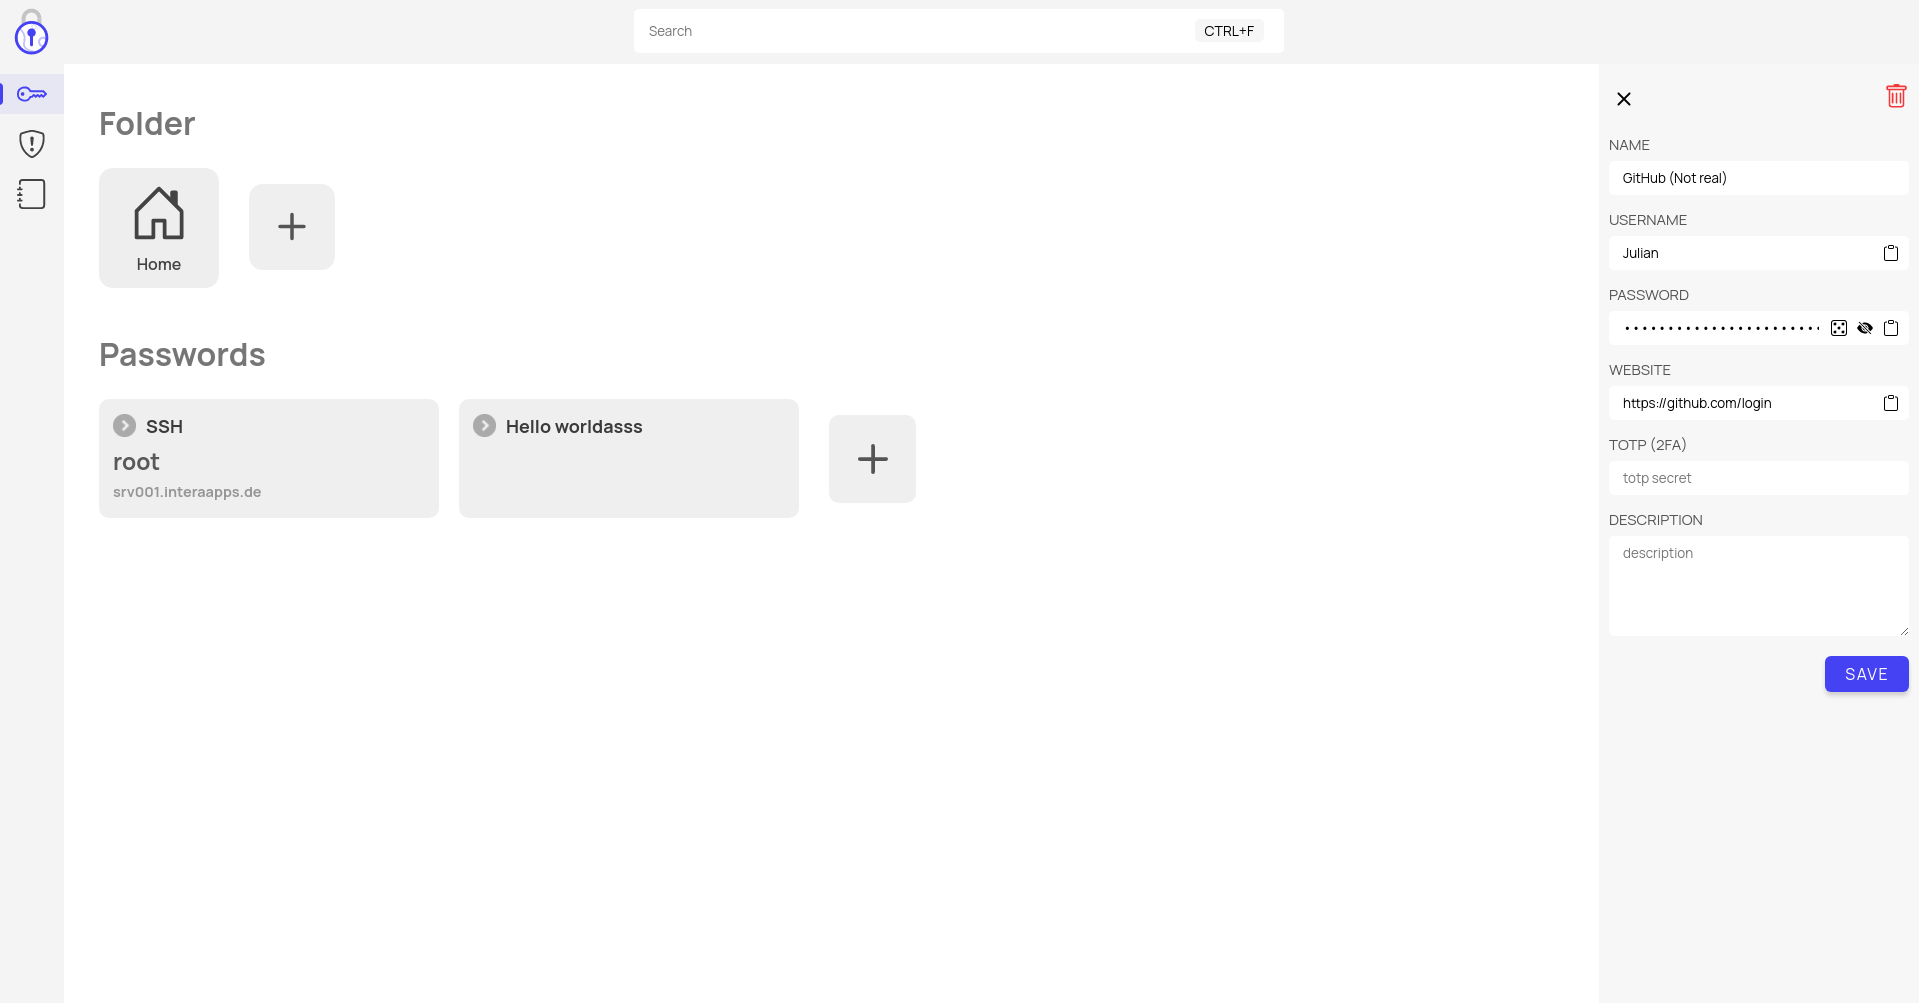 Search
CTRL+F
Folder
Home
Passwords
SSH
root
srv001.interaapps.de
Hello worldasss
NAME
GitHub (Not real)
USERNAME
Julian
PASSWORD
WEBSITE
https://github.com/login
TOTP (2FA)
totp secret
DESCRIPTION
description
SAVE